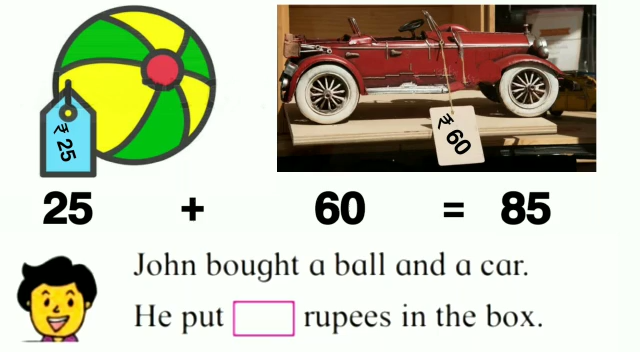 ₹ 25
₹ 60
25 + 60 = 85
John bought a ball and a car.
He put rupees in the box.